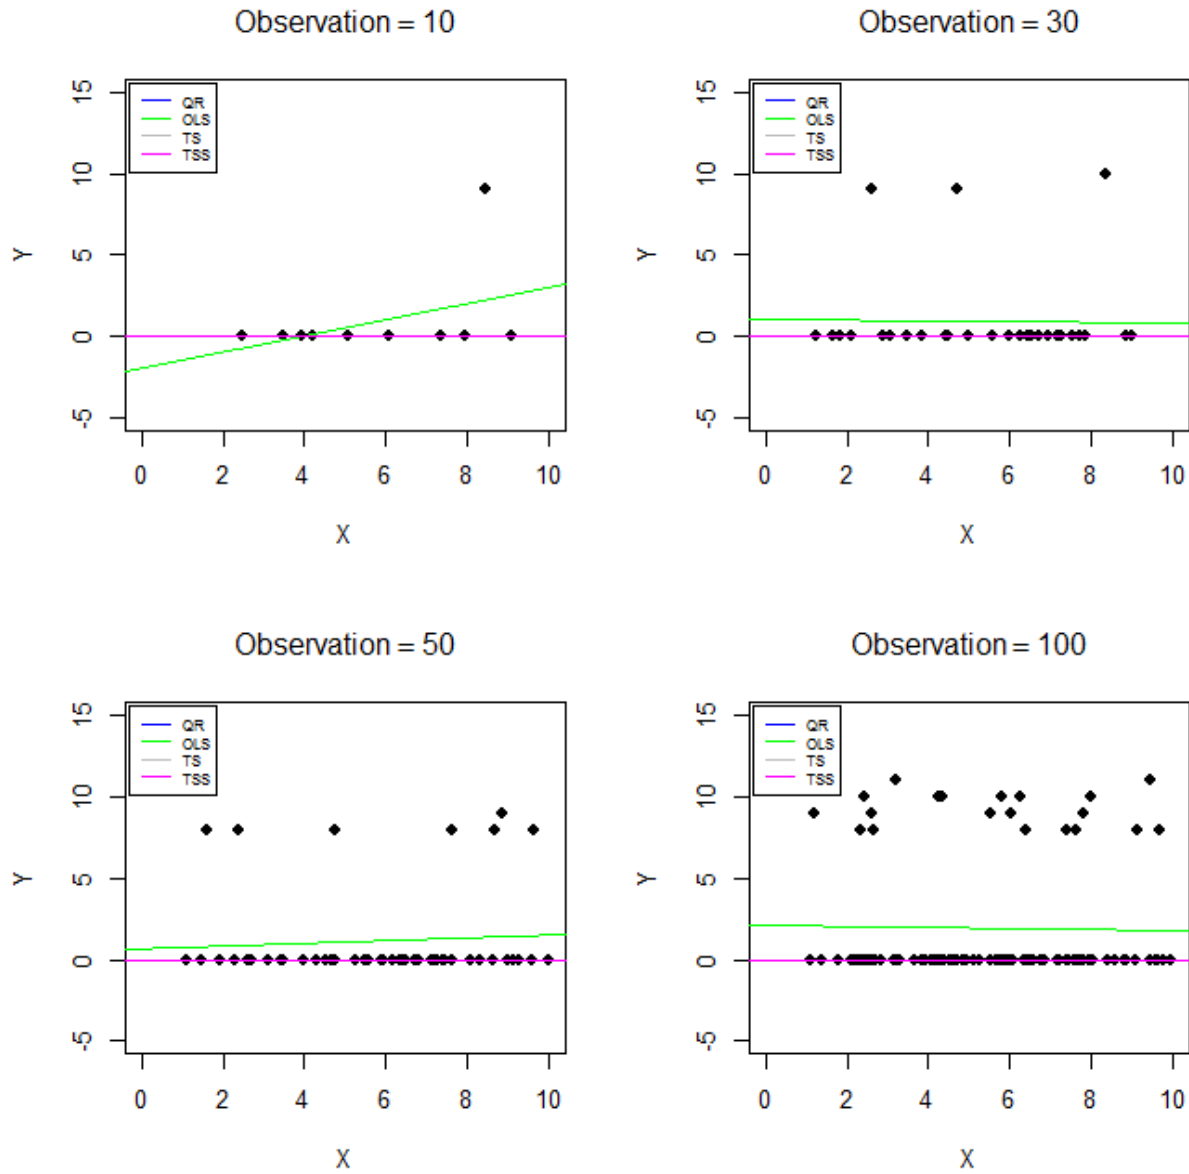 Observation = 10
QR
OLS
TS
TSS
15
10
5
0
-5
Y
0 2 4 6 8 10
X
Observation = 30
QR
OLS
TS
TSS
15
10
5
0
-5
Y
0 2 4 6 8 10
X
Observation = 50
QR
OLS
TS
TSS
15
10
5
0
-5
Y
0 2 4 6 8 10
X
Observation = 100
QR
OLS
TS
TSS
15
10
5
0
-5
Y
0 2 4 6 8 10
X